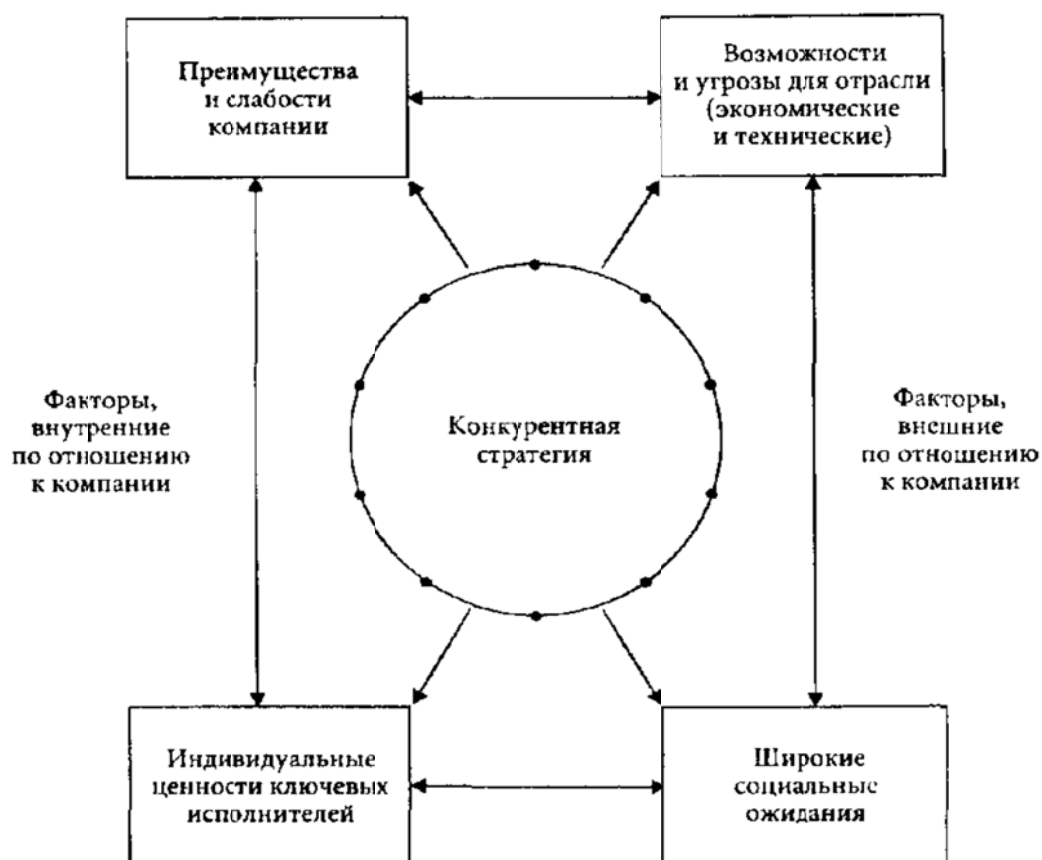 Преимущества
и слабости
компании
Возможности
и угрозы для отрасли
(экономические
и технические)
Факторы,
внутренние
по отношению
к компании
Конкурентная
стратегия
Факторы,
внешние
по отношению
к компании
Индивидуальные
ценности ключевых
исполнителей
Широкие
социальные
ожидания